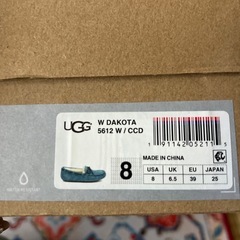 UGG
W DAKOTA
5612 W / CCD
8
1 91142 05211
MADE IN CHINA
USA UK EU JAPAN
8 6.5 39 25